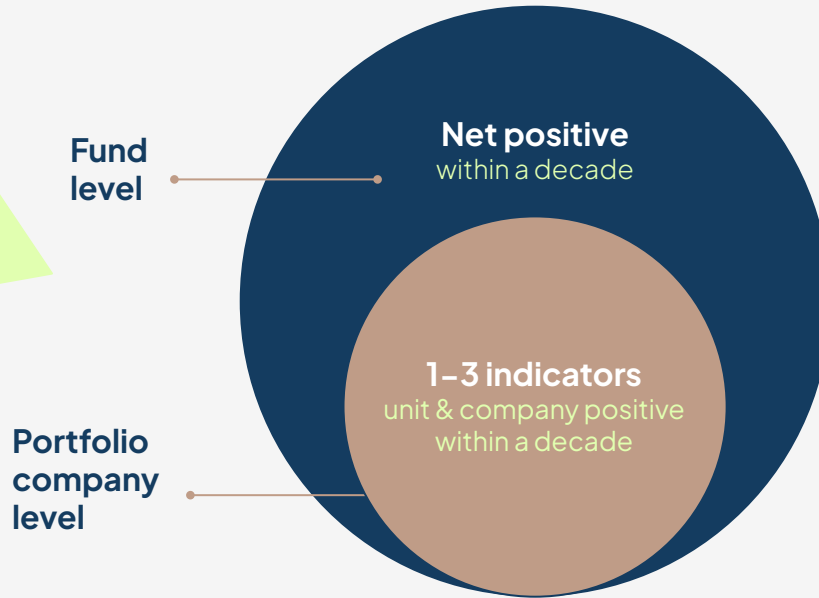 Fund
level
Net positive
within a decade
1–3 indicators
unit & company positive
within a decade
Portfolio
company
level